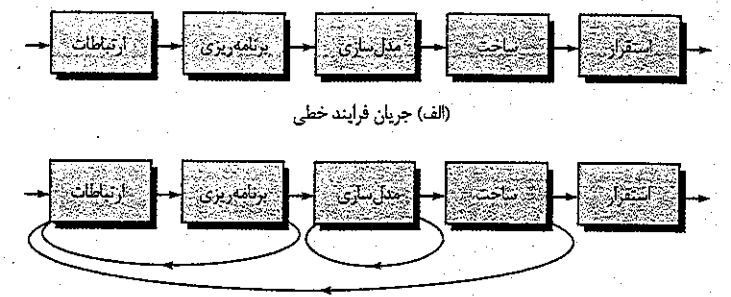 ارتباطات برنامه‌ریزی مدل‌سازی ساخت استقرار
(الف) جریان فرایند خطی
ارتباطات برنامه‌ریزی مدل‌سازی ساخت استقرار